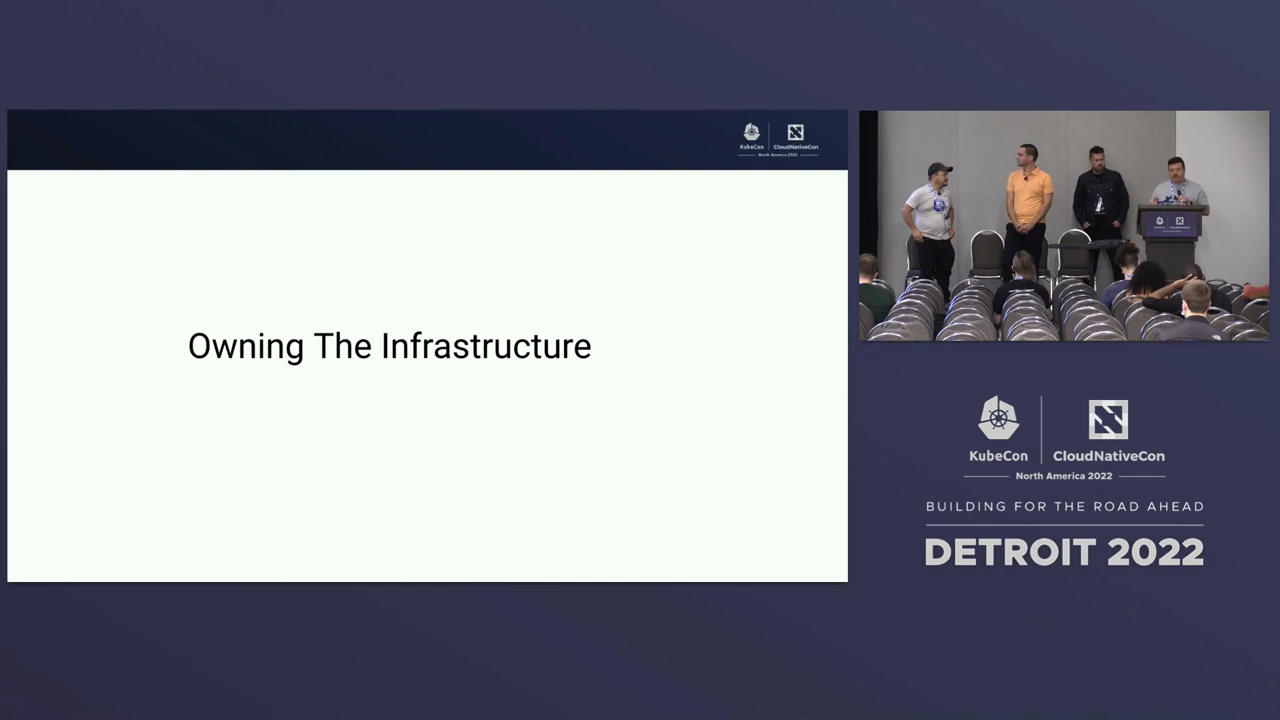 KubeCon
CloudNativeCon
North America 2022
Owning The Infrastructure
KubeCon
CloudNativeCon
North America 2022
BUILDING FOR THE ROAD AHEAD
DETROIT 2022